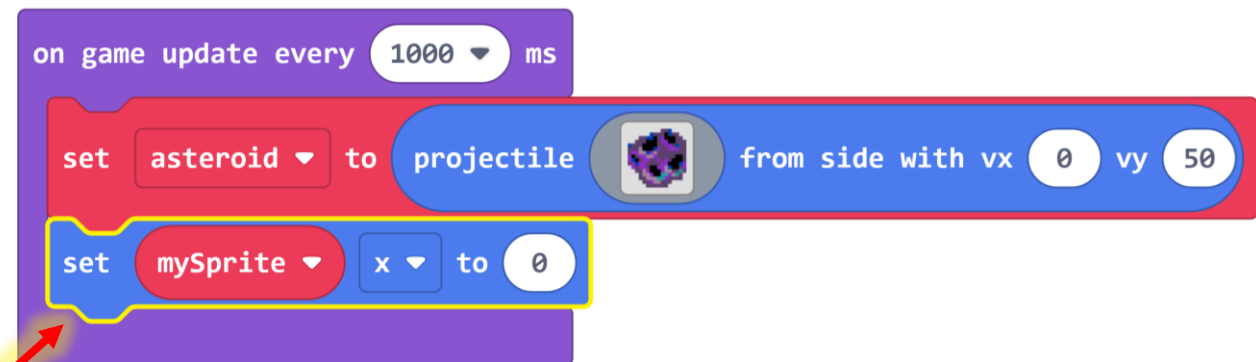 on game update every 1000 ms
set asteroid to projectile from side with vx 0 vy 50
set mySprite x to 0